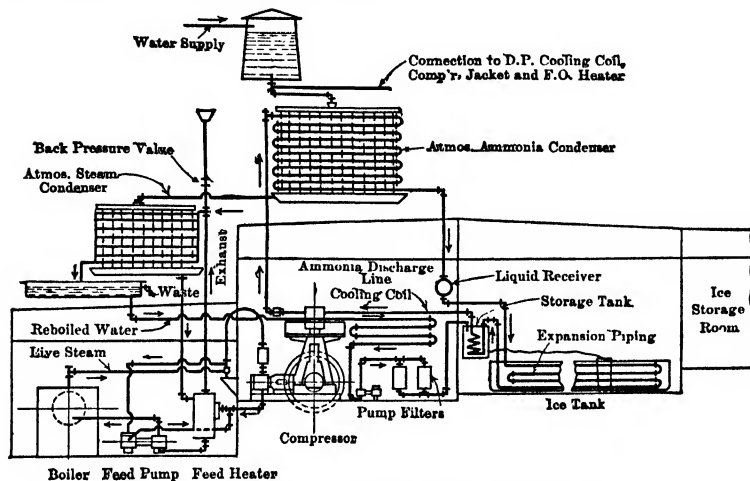 Water Supply
Connection to D.P. Cooling Coil,
Comp'r. Jacket and F.O. Heater
Back Pressure Value
Atmos. Steam
Condenser
Atmos. Ammonia Condenser
Exhaust
Waste
Ammonia Discharge
Line
Cooling Coil
Liquid Receiver
Storage Tank
Ice
Storage
Room
Reboiled Water
Live Steam
Expansion Piping
Pump Filters
Ice Tank
Compressor
Boiler Feed Pump Feed Heater